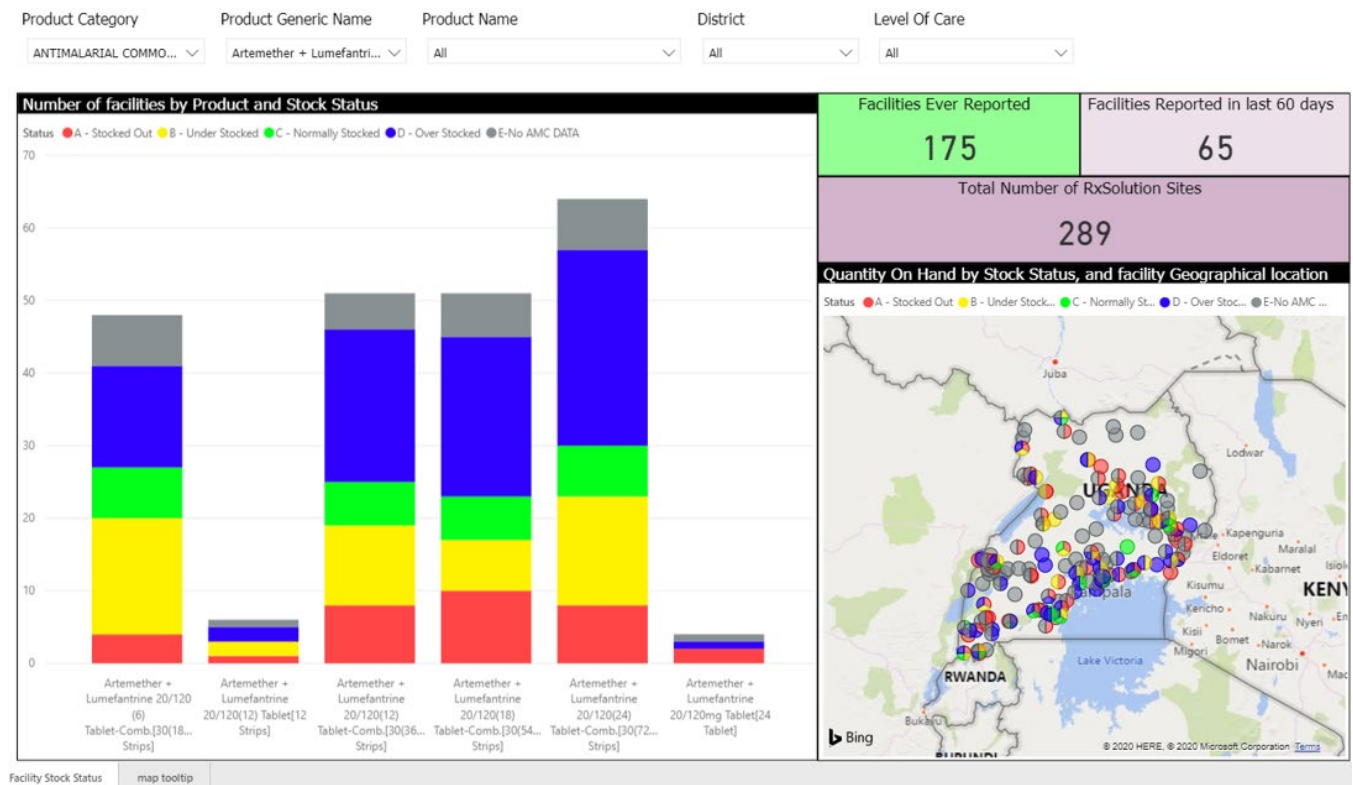 Product Category
Product Generic Name
Product Name
District
Level Of Care
ANTIMALARIAL COMMO...
Artemether + Lumefantri...
All
All
All
Number of facilities by Product and Stock Status
Status A - Stocked Out B - Under Stocked C - Normally Stocked D - Over Stocked E-No AMC DATA
70
60
50
40
30
20
10
0
Artemether +
Lumefantrine 20/120
(6)
Tablet-Comb.[30(18...
Strips]
Artemether +
Lumefantrine
20/120(12) Tablet[12
Strips]
Artemether +
Lumefantrine
20/120(12)
Tablet-Comb.[30(36...
Strips]
Artemether +
Lumefantrine
20/120(18)
Tablet-Comb.[30(54...
Strips]
Artemether +
Lumefantrine
20/120(24)
Tablet-Comb.[30(72...
Strips]
Artemether +
Lumefantrine
20/120mg Tablet[24
Tablet]
Facilities Ever Reported
175
Facilities Reported in last 60 days
65
Total Number of RxSolution Sites
289
Quantity On Hand by Stock Status, and facility Geographical location
Status A - Stocked Out B - Under Stock... C - Normally St... D - Over Stoc... E-No AMC ...
Juba
Lodwar
UGANDA
Kapenguria
Eldoret
Maralal
Kabarnet
Isiol
Kisumu
KENY
Kericho
Nakuru
Nyeri
Kisii
Bomet
Narok
Migori
Nairobi
Lake Victoria
RWANDA
Bukavu
BURUNDI
Bing
© 2020 HERE, © 2020 Microsoft Corporation Terms
Facility Stock Status
map tooltip